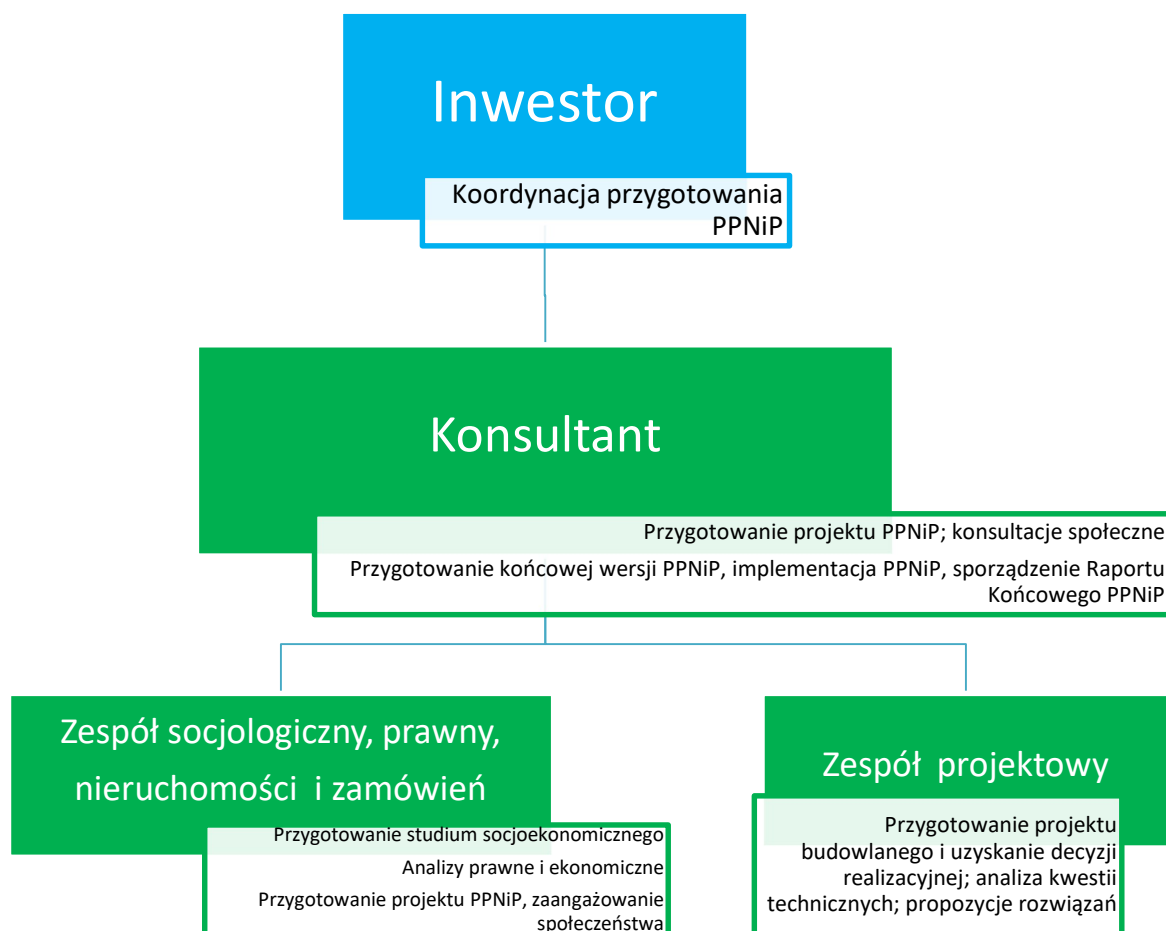 Inwestor
Koordynacja przygotowania
PPNiP
Konsultant
Przygotowanie projektu PPNiP; konsultacje społeczne
Przygotowanie końcowej wersji PPNiP, implementacja PPNiP, sporządzenie Raportu
Końcowego PPNiP
Zespół socjologiczny, prawny,
nieruchomości i zamówień
Przygotowanie studium socjoekonomicznego
Analizy prawne i ekonomiczne
Przygotowanie projektu PPNiP, zaangażowanie
społeczeństwa
Zespół projektowy
Przygotowanie projektu
budowlanego i uzyskanie decyzji
realizacyjnej; analiza kwestii
technicznych; propozycje rozwiązań